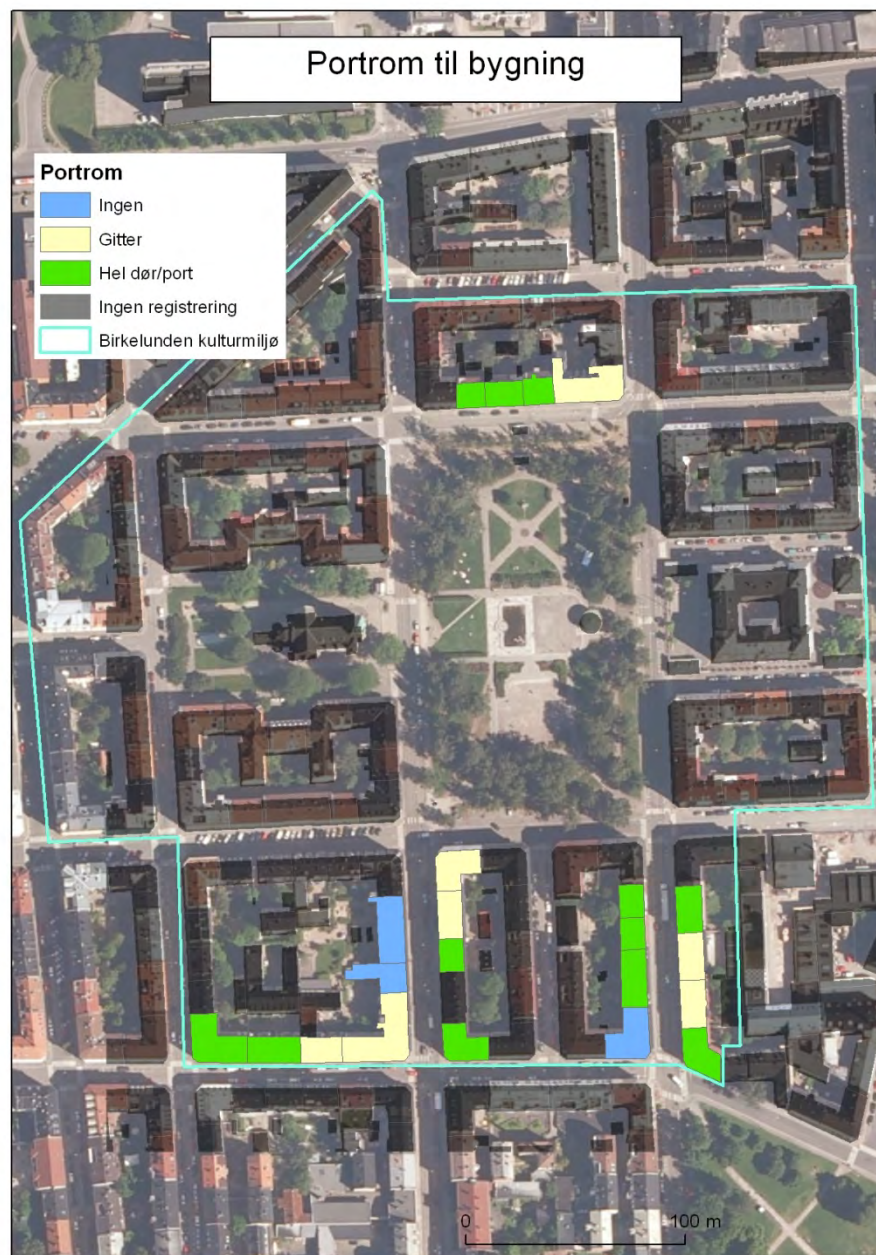 Portrom til bygning
Portrom
Ingen
Gitter
Hel dør/port
Ingen registrering
Birkelunden kulturmiljø
0 100 m